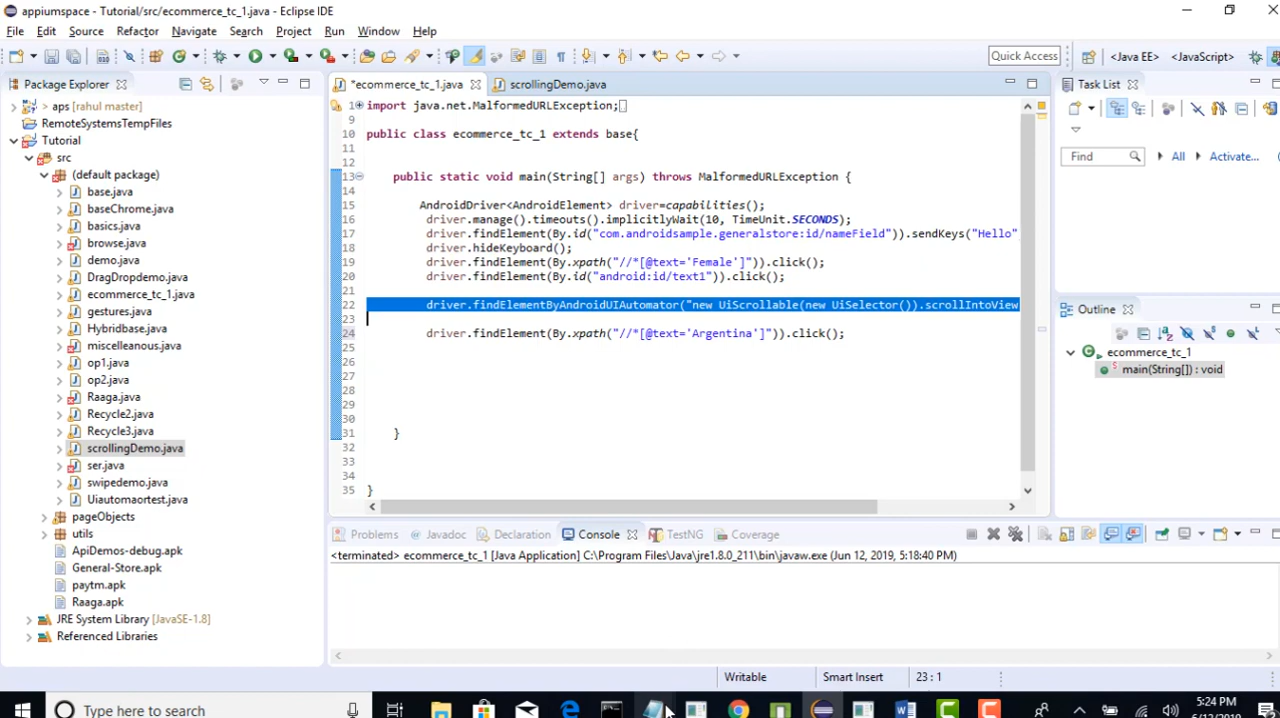 appiumspace - Tutorial/src/ecommerce_tc_1.java - Eclipse IDE
File Edit Source Refactor Navigate Search Project Run Window Help
Quick Access
<Java EE> <JavaScript>
Package Explorer
*ecommerce_tc_1.java
scrollingDemo.java
Task List
> aps [rahul master]
RemoteSystemsTempFiles
Tutorial
src
(default package)
base.java
baseChrome.java
basics.java
browse.java
demo.java
DragDropdemo.java
ecommerce_tc_1.java
gestures.java
Hybridbase.java
miscelleanous.java
op1.java
op2.java
Raaga.java
Recycle2.java
Recycle3.java
scrollingDemo.java
ser.java
swipedemo.java
Uiautomaortest.java
pageObjects
utils
ApiDemos-debug.apk
General-Store.apk
paytm.apk
Raaga.apk
JRE System Library [JavaSE-1.8]
Referenced Libraries
1 import java.net.MalformedURLException;
9
10 public class ecommerce_tc_1 extends base{
11
12
13 public static void main(String[] args) throws MalformedURLException {
14
15 AndroidDriver<AndroidElement> driver=capabilities();
16 driver.manage().timeouts().implicitlyWait(10, TimeUnit.SECONDS);
17 driver.findElement(By.id("com.androidsample.generalstore:id/nameField")).sendKeys("Hello"
18 driver.hideKeyboard();
19 driver.findElement(By.xpath("//*[@text='Female']")).click();
20 driver.findElement(By.id("android:id/text1")).click();
21
22 driver.findElementByAndroidUIAutomator("new UiScrollable(new UiSelector()).scrollIntoView
23
24 driver.findElement(By.xpath("//*[@text='Argentina']")).click();
25
26
27
28
29
30
31 }
32
33
34
35 }
Find
All
Activate...
Outline
ecommerce_tc_1
main(String[]) : void
Problems Javadoc Declaration Console TestNG Coverage
<terminated> ecommerce_tc_1 [Java Application] C:\Program Files\Java\jre1.8.0_211\bin\javaw.exe (Jun 12, 2019, 5:18:40 PM)
Writable
Smart Insert
23 : 1
Type here to search
5:24 PM